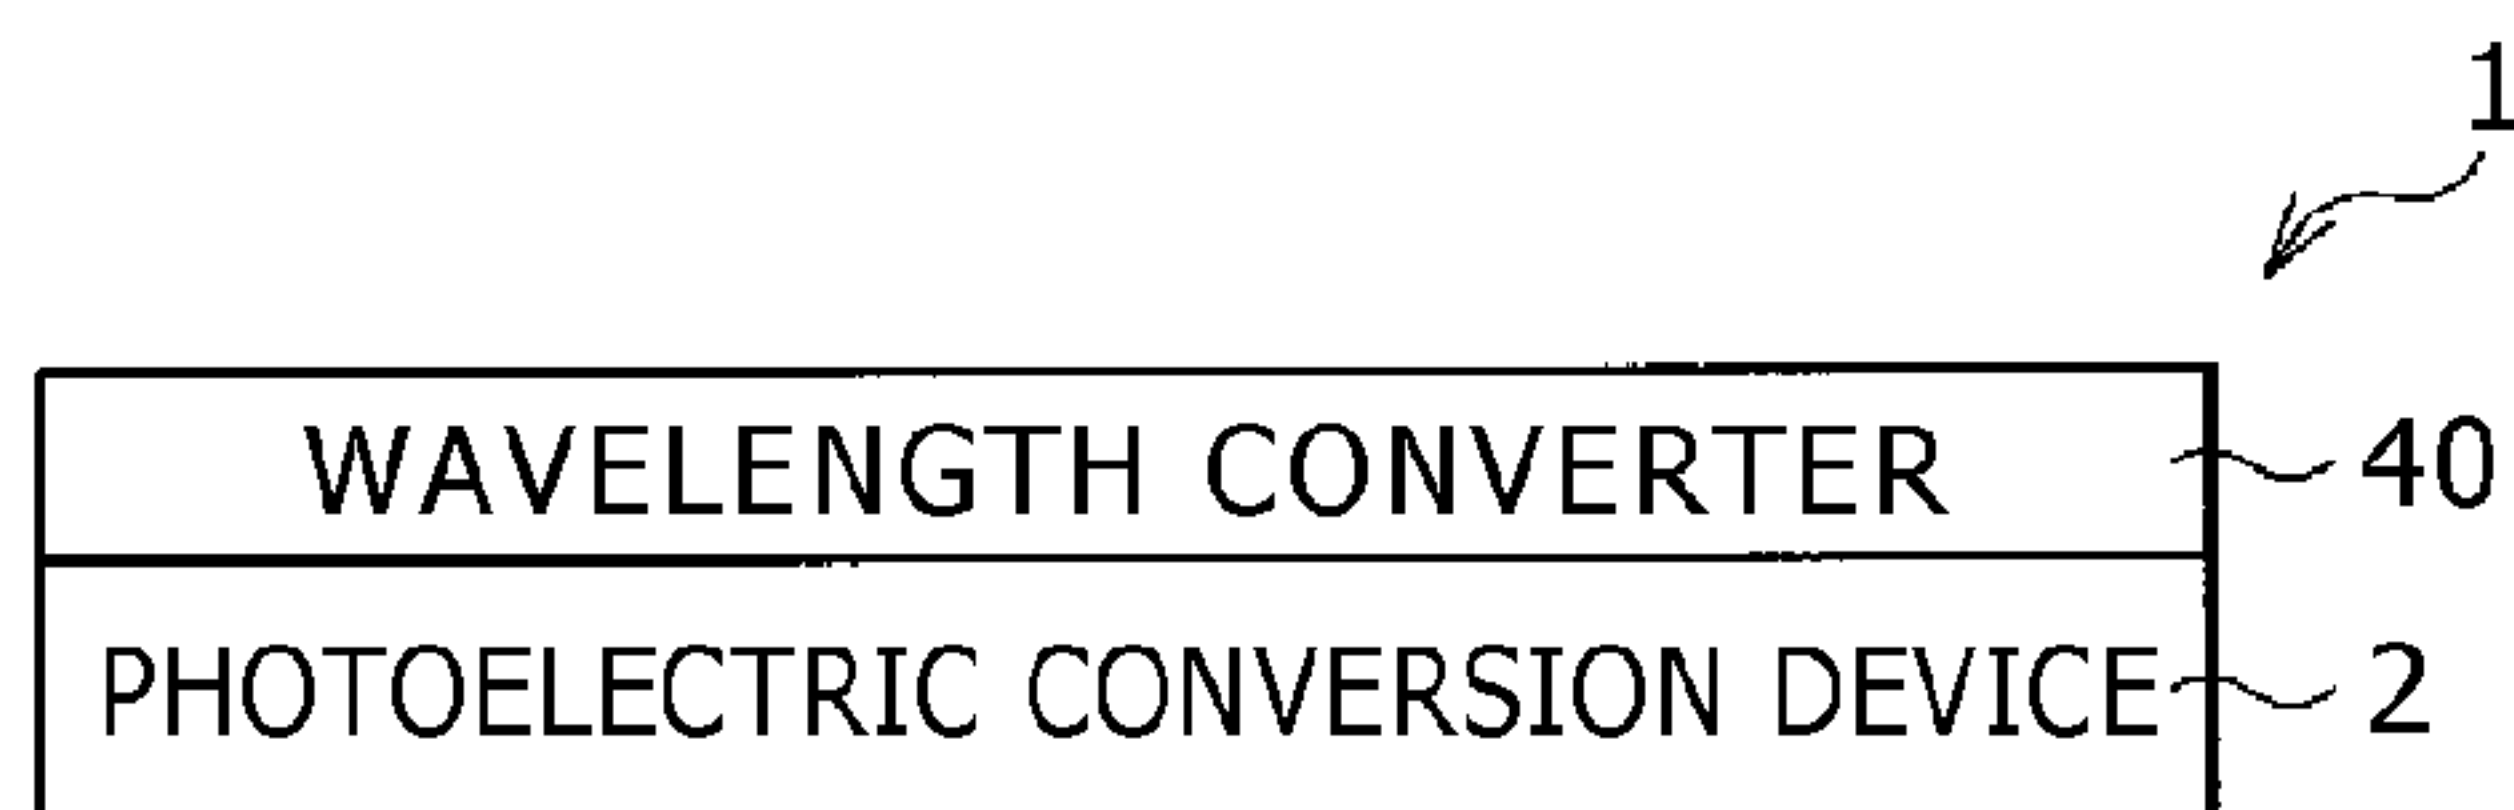 1
WAVELENGTH CONVERTER 40
PHOTOELECTRIC CONVERSION DEVICE 2